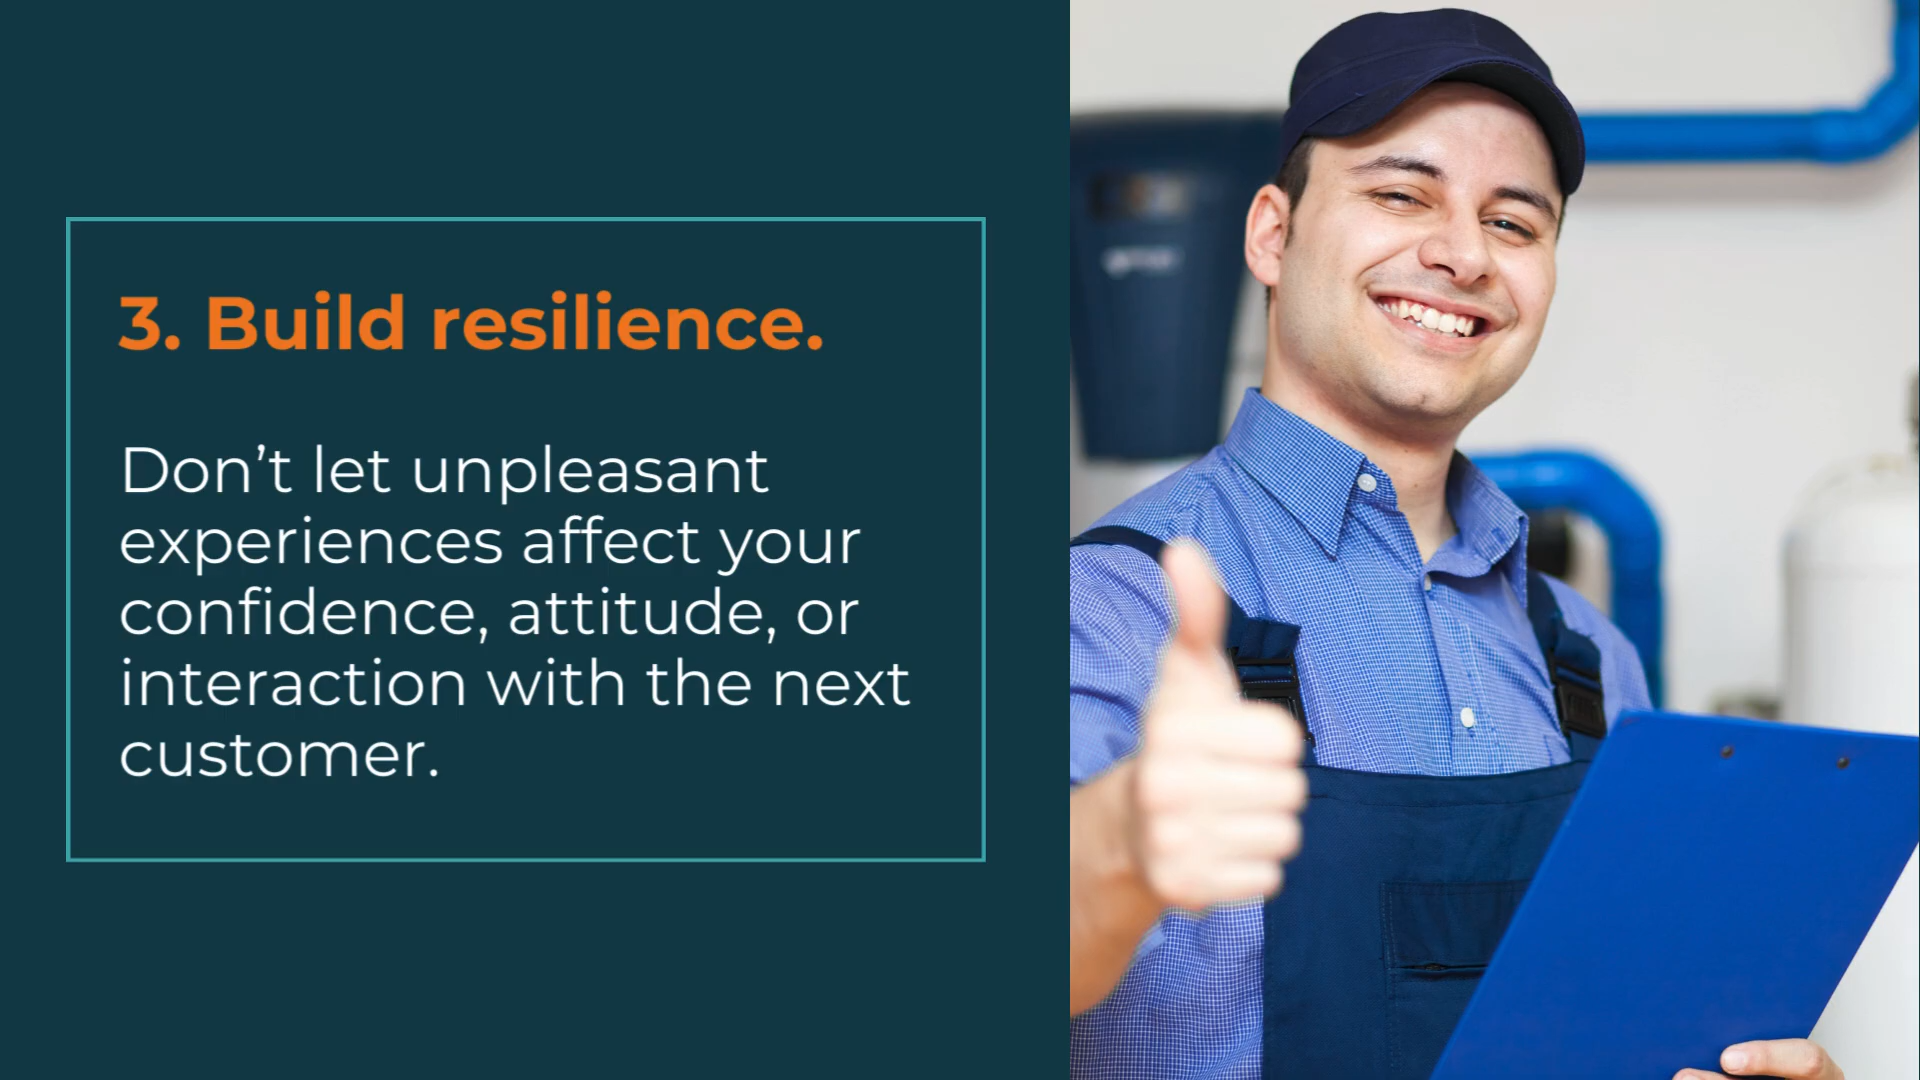 3. Build resilience.
Don’t let unpleasant
experiences affect your
confidence, attitude, or
interaction with the next
customer.